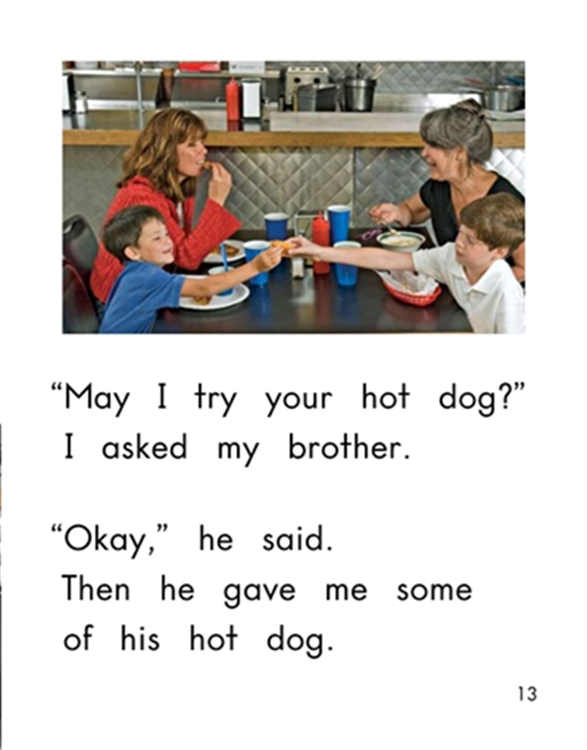 “May I try your hot dog?”
I asked my brother.
“Okay,” he said.
Then he gave me some
of his hot dog.
13